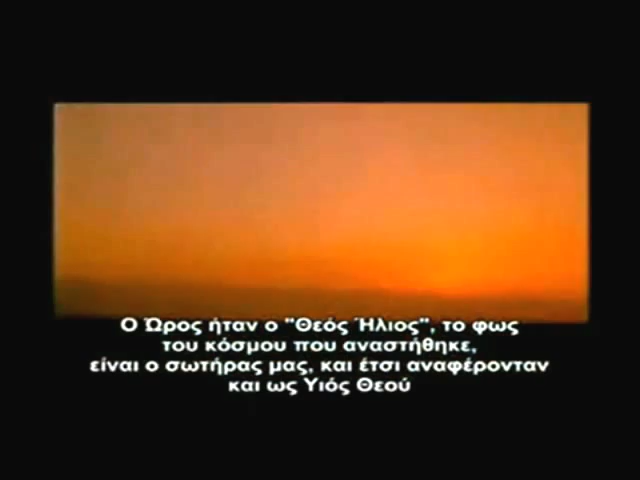 Ο Ώρος ήταν ο "Θεός Ήλιος", το φως
του κόσμου που αναστήθηκε,
είναι ο σωτήρας μας, και έτσι αναφέρονταν
και ως Υιός Θεού